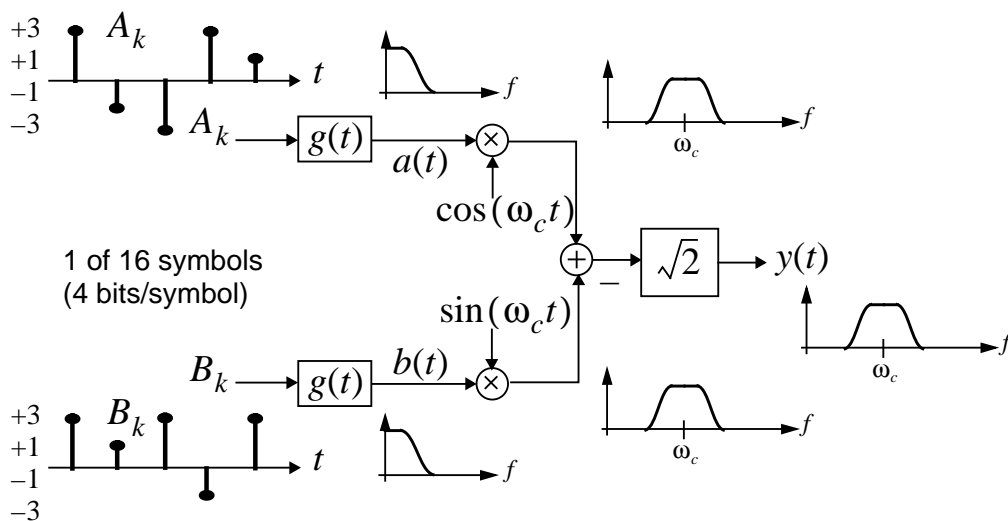 +3
+1
−1
−3
A_k
t
f
f
ω_c
A_k
g(t)
a(t)
×
cos(ω_c t)
1 of 16 symbols
(4 bits/symbol)
+
−
√2
y(t)
sin(ω_c t)
f
ω_c
B_k
g(t)
b(t)
×
+3
+1
−1
−3
B_k
t
f
f
ω_c